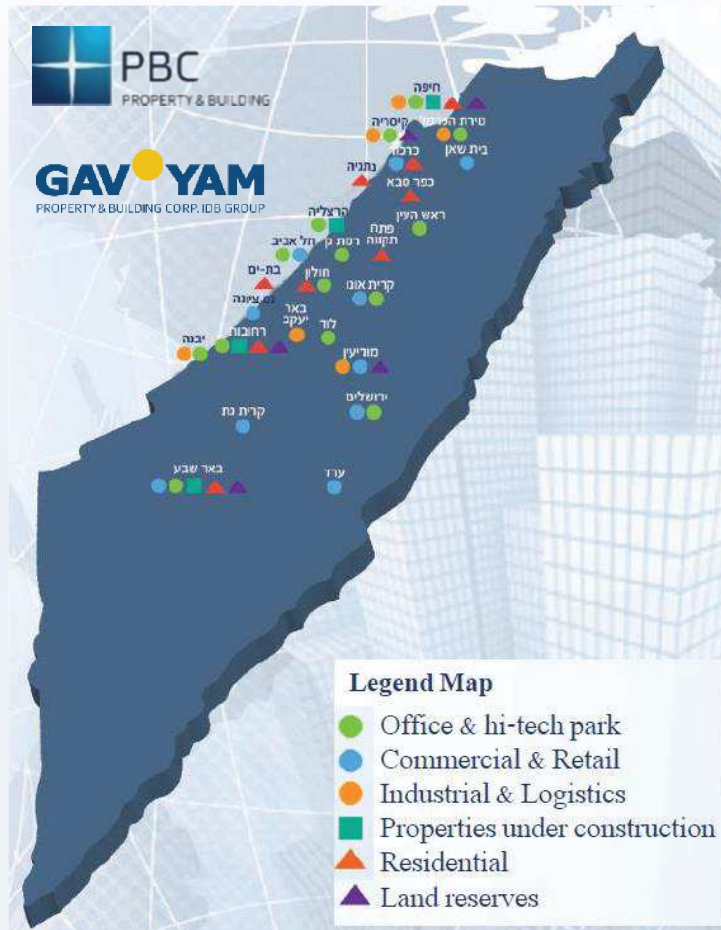 PBC
PROPERTY & BUILDING
GAV YAM
PROPERTY & BUILDING CORP. IDB GROUP
חיפה
טירת הכרמל
קיסריה
בית שאן
כרכור
נתניה
כפר סבא
ראש העין
הרצליה
פתח
תקווה
רמת גן
תל אביב
חולון
בת-ים
קרית אונו
נס ציונה
באר
יעקב
לוד
רחובות
יבנה
מודיעין
ירושלים
קרית גת
באר שבע
ערד
Legend Map
Office & hi-tech park
Commercial & Retail
Industrial & Logistics
Properties under construction
Residential
Land reserves